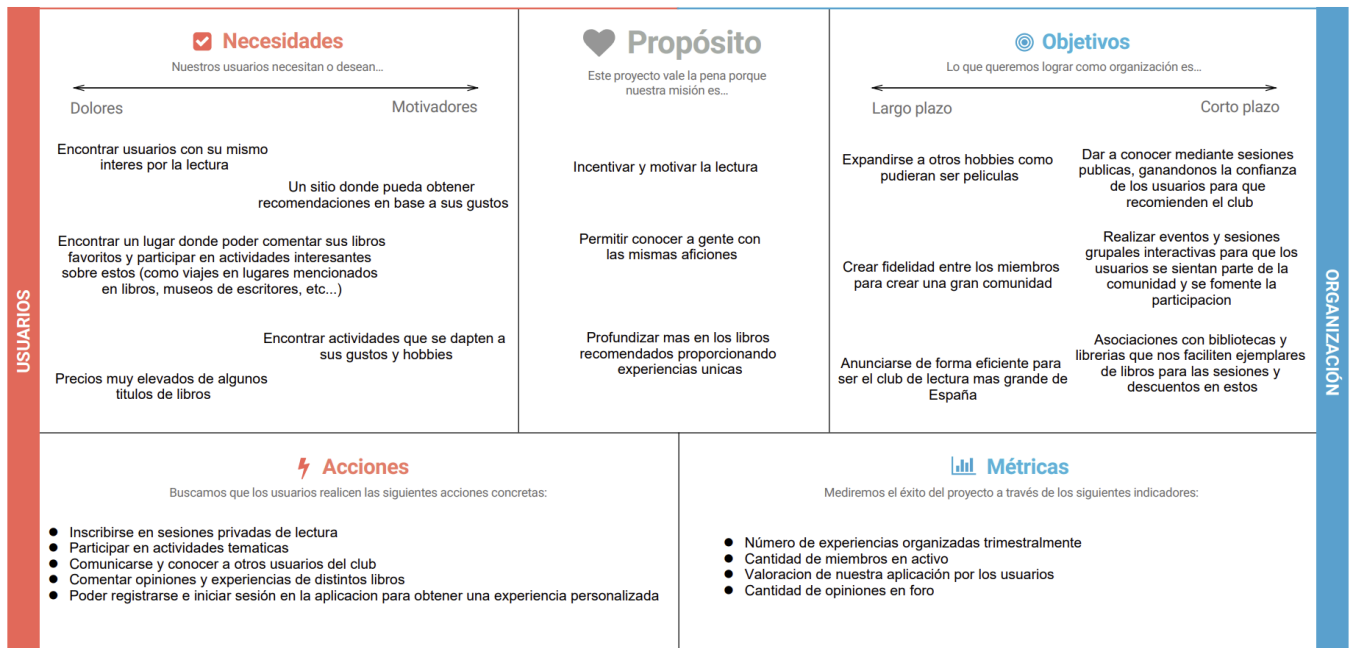 USUARIOS
Necesidades
Nuestros usuarios necesitan o desean...
Dolores
Motivadores
Encontrar usuarios con su mismo
interes por la lectura
Un sitio donde pueda obtener
recomendaciones en base a sus gustos
Encontrar un lugar donde poder comentar sus libros
favoritos y participar en actividades interesantes
sobre estos (como viajes en lugares mencionados
en libros, museos de escritores, etc...)
Encontrar actividades que se dapten a
sus gustos y hobbies
Precios muy elevados de algunos
titulos de libros
Propósito
Este proyecto vale la pena porque
nuestra misión es...
Incentivar y motivar la lectura
Permitir conocer a gente con
las mismas aficiones
Profundizar mas en los libros
recomendados proporcionando
experiencias unicas
Objetivos
Lo que queremos lograr como organización es...
Largo plazo
Corto plazo
Expandirse a otros hobbies como
pudieran ser peliculas
Crear fidelidad entre los miembros
para crear una gran comunidad
Anunciarse de forma eficiente para
ser el club de lectura mas grande de
España
Dar a conocer mediante sesiones
publicas, ganandonos la confianza
de los usuarios para que
recomienden el club
Realizar eventos y sesiones
grupales interactivas para que los
usuarios se sientan parte de la
comunidad y se fomente la
participacion
Asociaciones con bibliotecas y
librerias que nos faciliten ejemplares
de libros para las sesiones y
descuentos en estos
ORGANIZACIÓN
Acciones
Buscamos que los usuarios realicen las siguientes acciones concretas:
● Inscribirse en sesiones privadas de lectura
● Participar en actividades tematicas
● Comunicarse y conocer a otros usuarios del club
● Comentar opiniones y experiencias de distintos libros
● Poder registrarse e iniciar sesión en la aplicacion para obtener una experiencia personalizada
Métricas
Mediremos el éxito del proyecto a través de los siguientes indicadores:
● Número de experiencias organizadas trimestralmente
● Cantidad de miembros en activo
● Valoracion de nuestra aplicación por los usuarios
● Cantidad de opiniones en foro